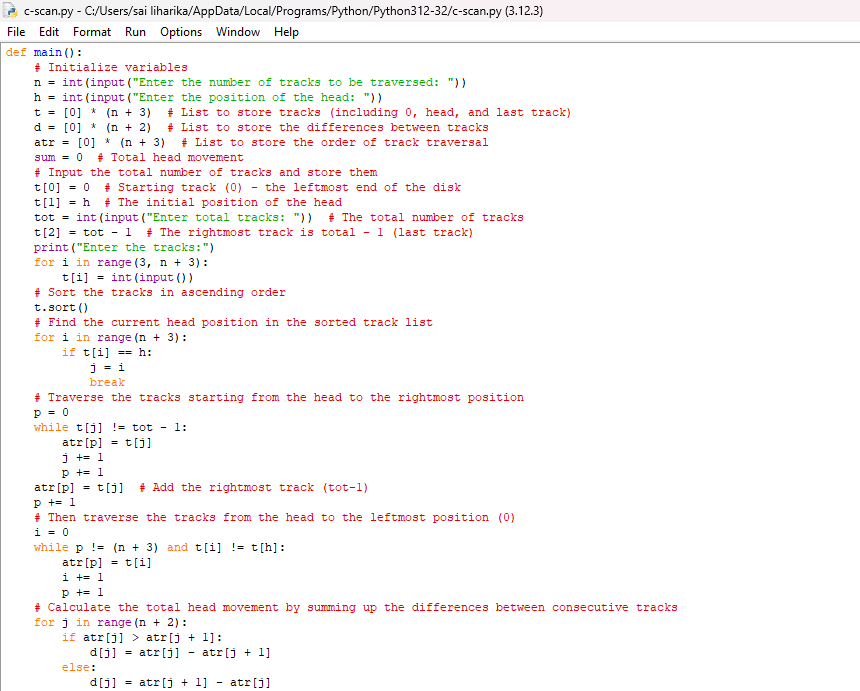 c-scan.py - C:/Users/sai liharika/AppData/Local/Programs/Python/Python312-32/c-scan.py (3.12.3)
File Edit Format Run Options Window Help
def main():
    # Initialize variables
    n = int(input("Enter the number of tracks to be traversed: "))
    h = int(input("Enter the position of the head: "))
    t = [0] * (n + 3)  # List to store tracks (including 0, head, and last track)
    d = [0] * (n + 2)  # List to store the differences between tracks
    atr = [0] * (n + 3)  # List to store the order of track traversal
    sum = 0  # Total head movement
    # Input the total number of tracks and store them
    t[0] = 0  # Starting track (0) - the leftmost end of the disk
    t[1] = h  # The initial position of the head
    tot = int(input("Enter total tracks: "))  # The total number of tracks
    t[2] = tot - 1  # The rightmost track is total - 1 (last track)
    print("Enter the tracks:")
    for i in range(3, n + 3):
        t[i] = int(input())
    # Sort the tracks in ascending order
    t.sort()
    # Find the current head position in the sorted track list
    for i in range(n + 3):
        if t[i] == h:
            j = i
            break
    # Traverse the tracks starting from the head to the rightmost position
    p = 0
    while t[j] != tot - 1:
        atr[p] = t[j]
        j += 1
        p += 1
    atr[p] = t[j]  # Add the rightmost track (tot-1)
    p += 1
    # Then traverse the tracks from the head to the leftmost position (0)
    i = 0
    while p != (n + 3) and t[i] != t[h]:
        atr[p] = t[i]
        i += 1
        p += 1
    # Calculate the total head movement by summing up the differences between consecutive tracks
    for j in range(n + 2):
        if atr[j] > atr[j + 1]:
            d[j] = atr[j] - atr[j + 1]
        else:
            d[j] = atr[j + 1] - atr[j]